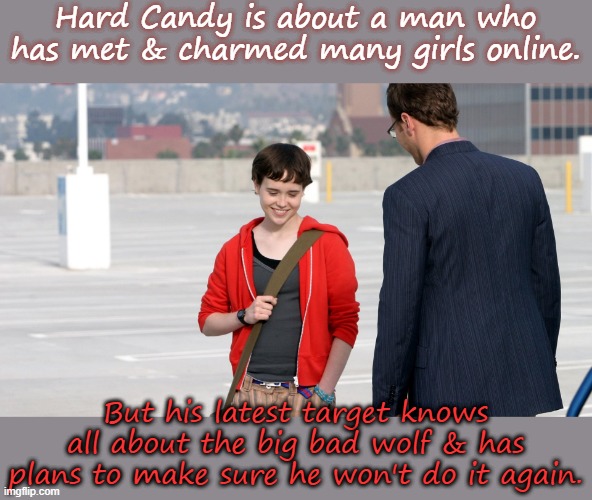 Hard Candy is about a man who
has met & charmed many girls online.
But his latest target knows
all about the big bad wolf & has
plans to make sure he won't do it again.
imgflip.com